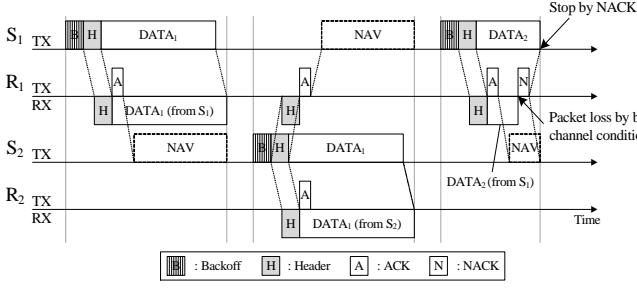 Stop by NACK
S1 TX B H DATA1 NAV B H DATA2
A A A N
R1 TX
RX H DATA1 (from S1) H H
Packet loss by b
channel conditio
S2 TX NAV B H DATA1 NAV
DATA2 (from S1)
R2 TX A
RX H DATA1 (from S2) Time
B : Backoff H : Header A : ACK N : NACK